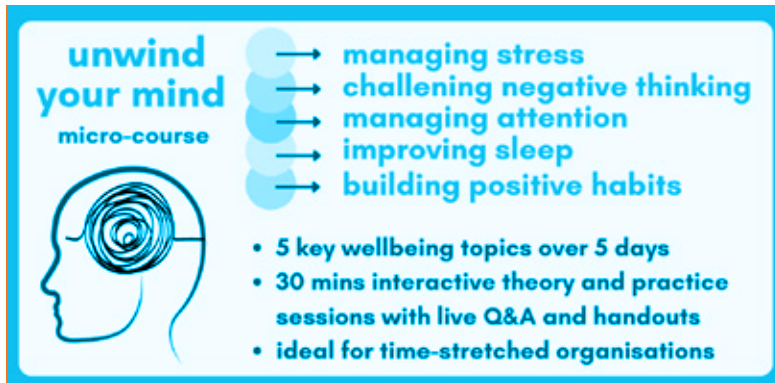 unwind
your mind
micro-course
managing stress
challening negative thinking
managing attention
improving sleep
building positive habits
• 5 key wellbeing topics over 5 days
• 30 mins interactive theory and practice
sessions with live Q&A and handouts
• ideal for time-stretched organisations